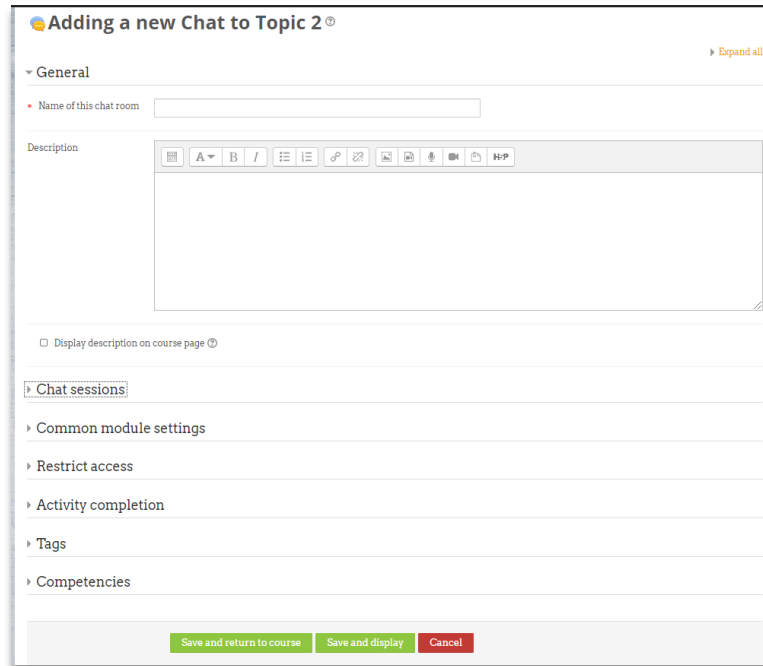 Adding a new Chat to Topic 2
Expand all
General
Name of this chat room
Description
A B I H-P
Display description on course page
Chat sessions
Common module settings
Restrict access
Activity completion
Tags
Competencies
Save and return to course Save and display Cancel